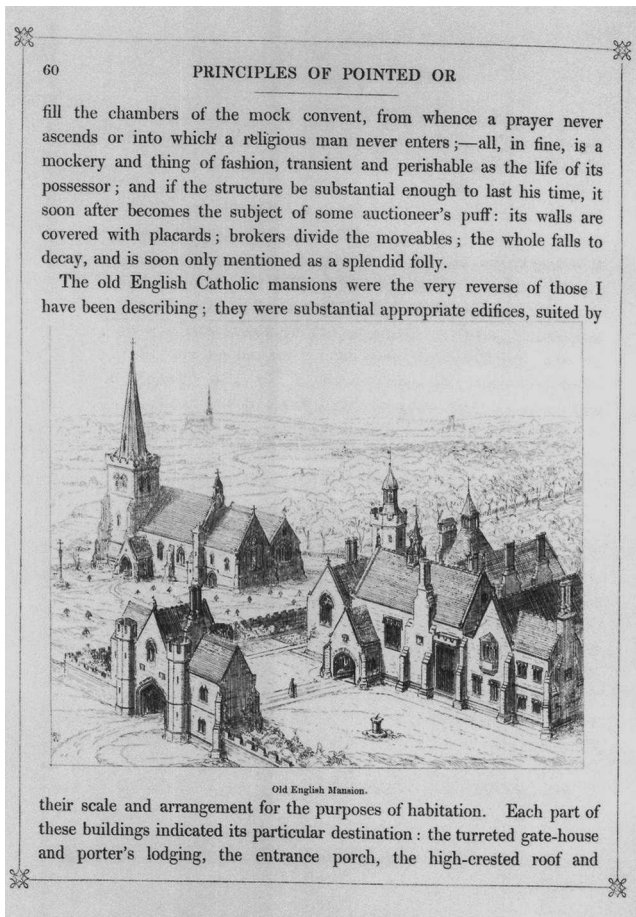 60
PRINCIPLES OF POINTED OR
fill the chambers of the mock convent, from whence a prayer never
ascends or into which a religious man never enters ;—all, in fine, is a
mockery and thing of fashion, transient and perishable as the life of its
possessor ; and if the structure be substantial enough to last his time, it
soon after becomes the subject of some auctioneer's puff: its walls are
covered with placards ; brokers divide the moveables ; the whole falls to
decay, and is soon only mentioned as a splendid folly.
The old English Catholic mansions were the very reverse of those I
have been describing ; they were substantial appropriate edifices, suited by
Old English Mansion.
their scale and arrangement for the purposes of habitation. Each part of
these buildings indicated its particular destination : the turreted gate-house
and porter's lodging, the entrance porch, the high-crested roof and